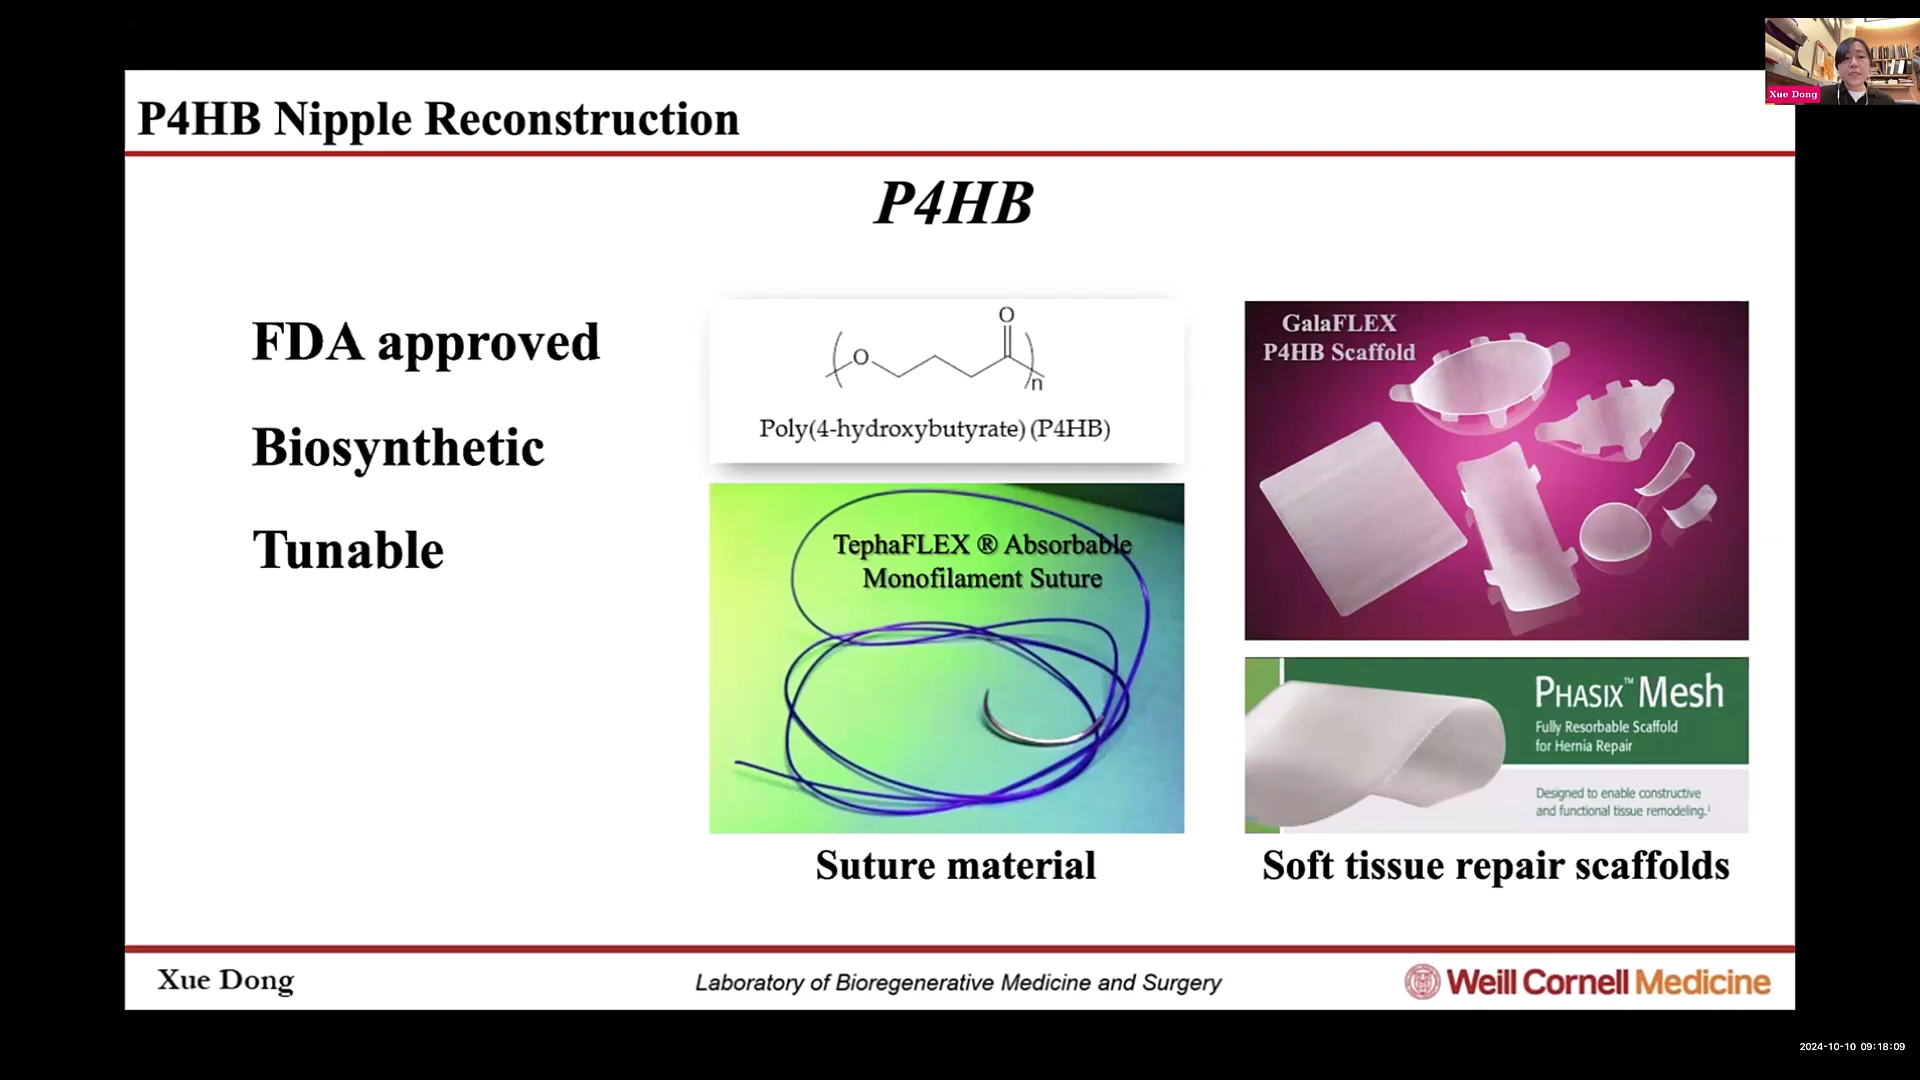 Xue Dong
P4HB Nipple Reconstruction
P4HB
FDA approved
Biosynthetic
Tunable
O
O
n
Poly(4-hydroxybutyrate) (P4HB)
TephaFLEX ® Absorbable
Monofilament Suture
Suture material
GalaFLEX
P4HB Scaffold
PHASIX™ Mesh
Fully Resorbable Scaffold
for Hernia Repair
Designed to enable constructive
and functional tissue remodeling.¹
Soft tissue repair scaffolds
Xue Dong
Laboratory of Bioregenerative Medicine and Surgery
Weill Cornell Medicine
2024-10-10 09:18:09